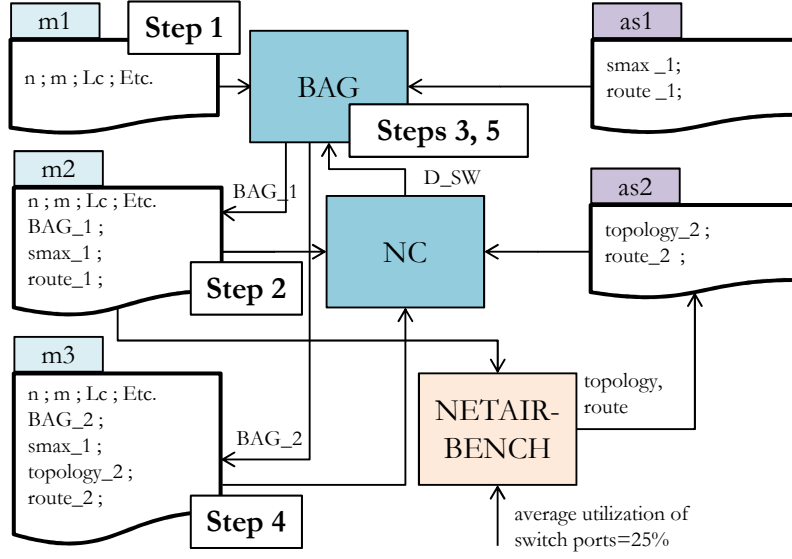 m1
Step 1
n ; m ; Lc ; Etc.
BAG
Steps 3, 5
as1
smax _1;
route _1;
m2
BAG_1
D_SW
n ; m ; Lc ; Etc.
BAG_1 ;
smax_1 ;
route_1 ;
Step 2
NC
as2
topology_2 ;
route_2 ;
m3
n ; m ; Lc ; Etc.
BAG_2 ;
smax_1 ;
topology_2 ;
route_2 ;
BAG_2
Step 4
NETAIR-
BENCH
topology,
route
average utilization of
switch ports=25%